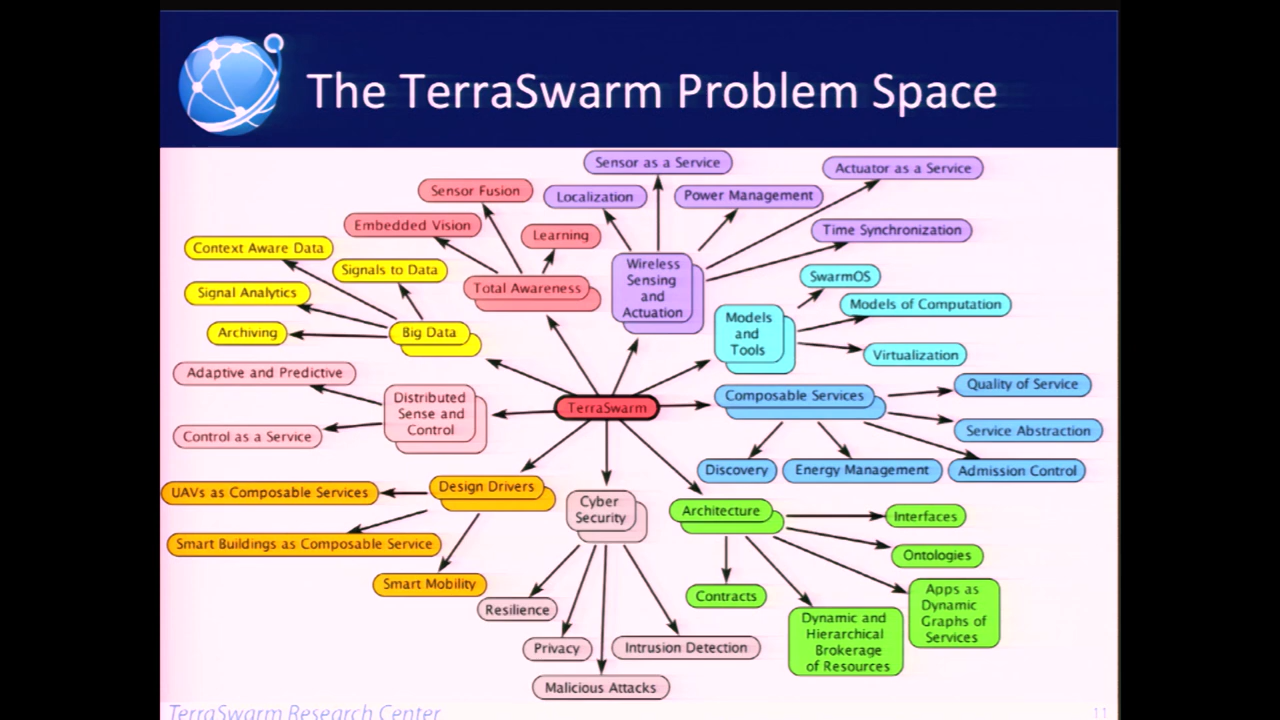 The TerraSwarm Problem Space
Sensor as a Service
Actuator as a Service
Sensor Fusion
Localization
Power Management
Embedded Vision
Learning
Time Synchronization
Context Aware Data
Signals to Data
Wireless
Sensing
and
Actuation
SwarmOS
Signal Analytics
Total Awareness
Models of Computation
Archiving
Big Data
Models
and
Tools
Virtualization
Adaptive and Predictive
Distributed
Sense and
Control
TerraSwarm
Composable Services
Quality of Service
Control as a Service
Service Abstraction
Discovery
Energy Management
Admission Control
UAVs as Composable Services
Design Drivers
Cyber
Security
Architecture
Interfaces
Smart Buildings as Composable Service
Ontologies
Smart Mobility
Resilience
Contracts
Apps as
Dynamic
Graphs of
Services
Privacy
Intrusion Detection
Dynamic and
Hierarchical
Brokerage
of Resources
Malicious Attacks
TerraSwarm Research Center
11